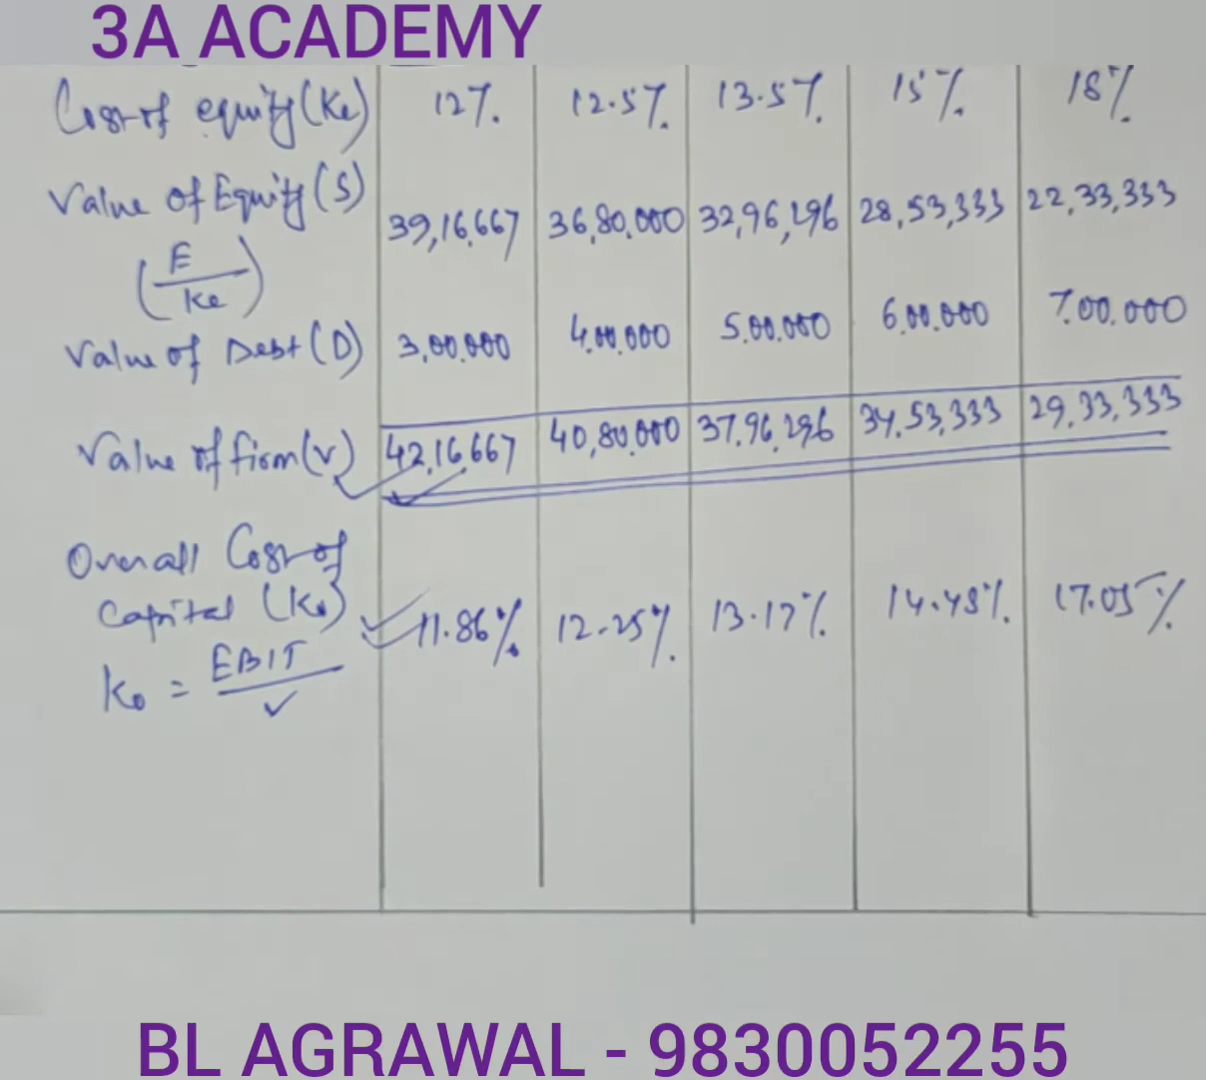 3A ACADEMY
Cost of equity (Ke) 12% 12.5% 13.5% 15% 18%
Value of Equity (S) 39,16,667 36,80,000 32,96,296 28,53,333 22,33,333
(E/Ke)
Value of Debt (D) 3,00,000 4,00,000 5,00,000 6,00,000 7,00,000
Value of firm (V) 42,16,667 40,80,000 37,96,296 34,53,333 29,33,333
Overall Cost of
Capital (Ko) 11.86% 12.25% 13.17% 14.48% 17.05%
Ko = EBIT/V
BL AGRAWAL - 9830052255